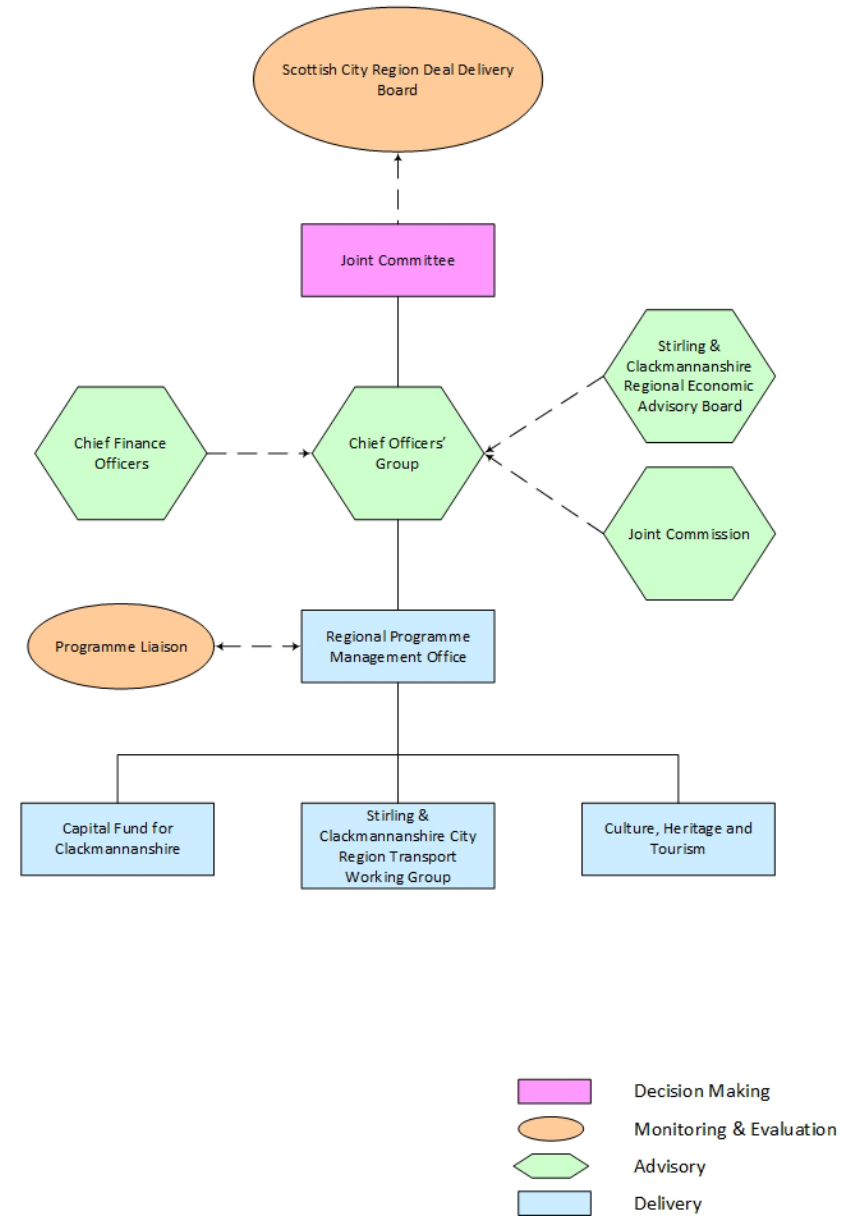 Scottish City Region Deal Delivery
Board
Joint Committee
Stirling &
Clackmannanshire
Regional Economic
Advisory Board
Chief Finance
Officers
Chief Officers’
Group
Joint Commission
Programme Liaison
Regional Programme
Management Office
Capital Fund for
Clackmannanshire
Stirling &
Clackmannanshire City
Region Transport
Working Group
Culture, Heritage and
Tourism
Decision Making
Monitoring & Evaluation
Advisory
Delivery